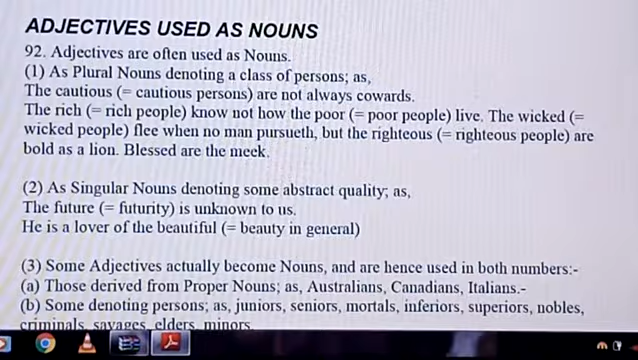 ADJECTIVES USED AS NOUNS
92. Adjectives are often used as Nouns.
(1) As Plural Nouns denoting a class of persons; as,
The cautious (= cautious persons) are not always cowards.
The rich (= rich people) know not how the poor (= poor people) live. The wicked (=
wicked people) flee when no man pursueth, but the righteous (= righteous people) are
bold as a lion. Blessed are the meek.
(2) As Singular Nouns denoting some abstract quality; as,
The future (= futurity) is unknown to us.
He is a lover of the beautiful (= beauty in general)
(3) Some Adjectives actually become Nouns, and are hence used in both numbers:-
(a) Those derived from Proper Nouns; as, Australians, Canadians, Italians.-
(b) Some denoting persons; as, juniors, seniors, mortals, inferiors, superiors, nobles,
criminals, savages, elders, minors.